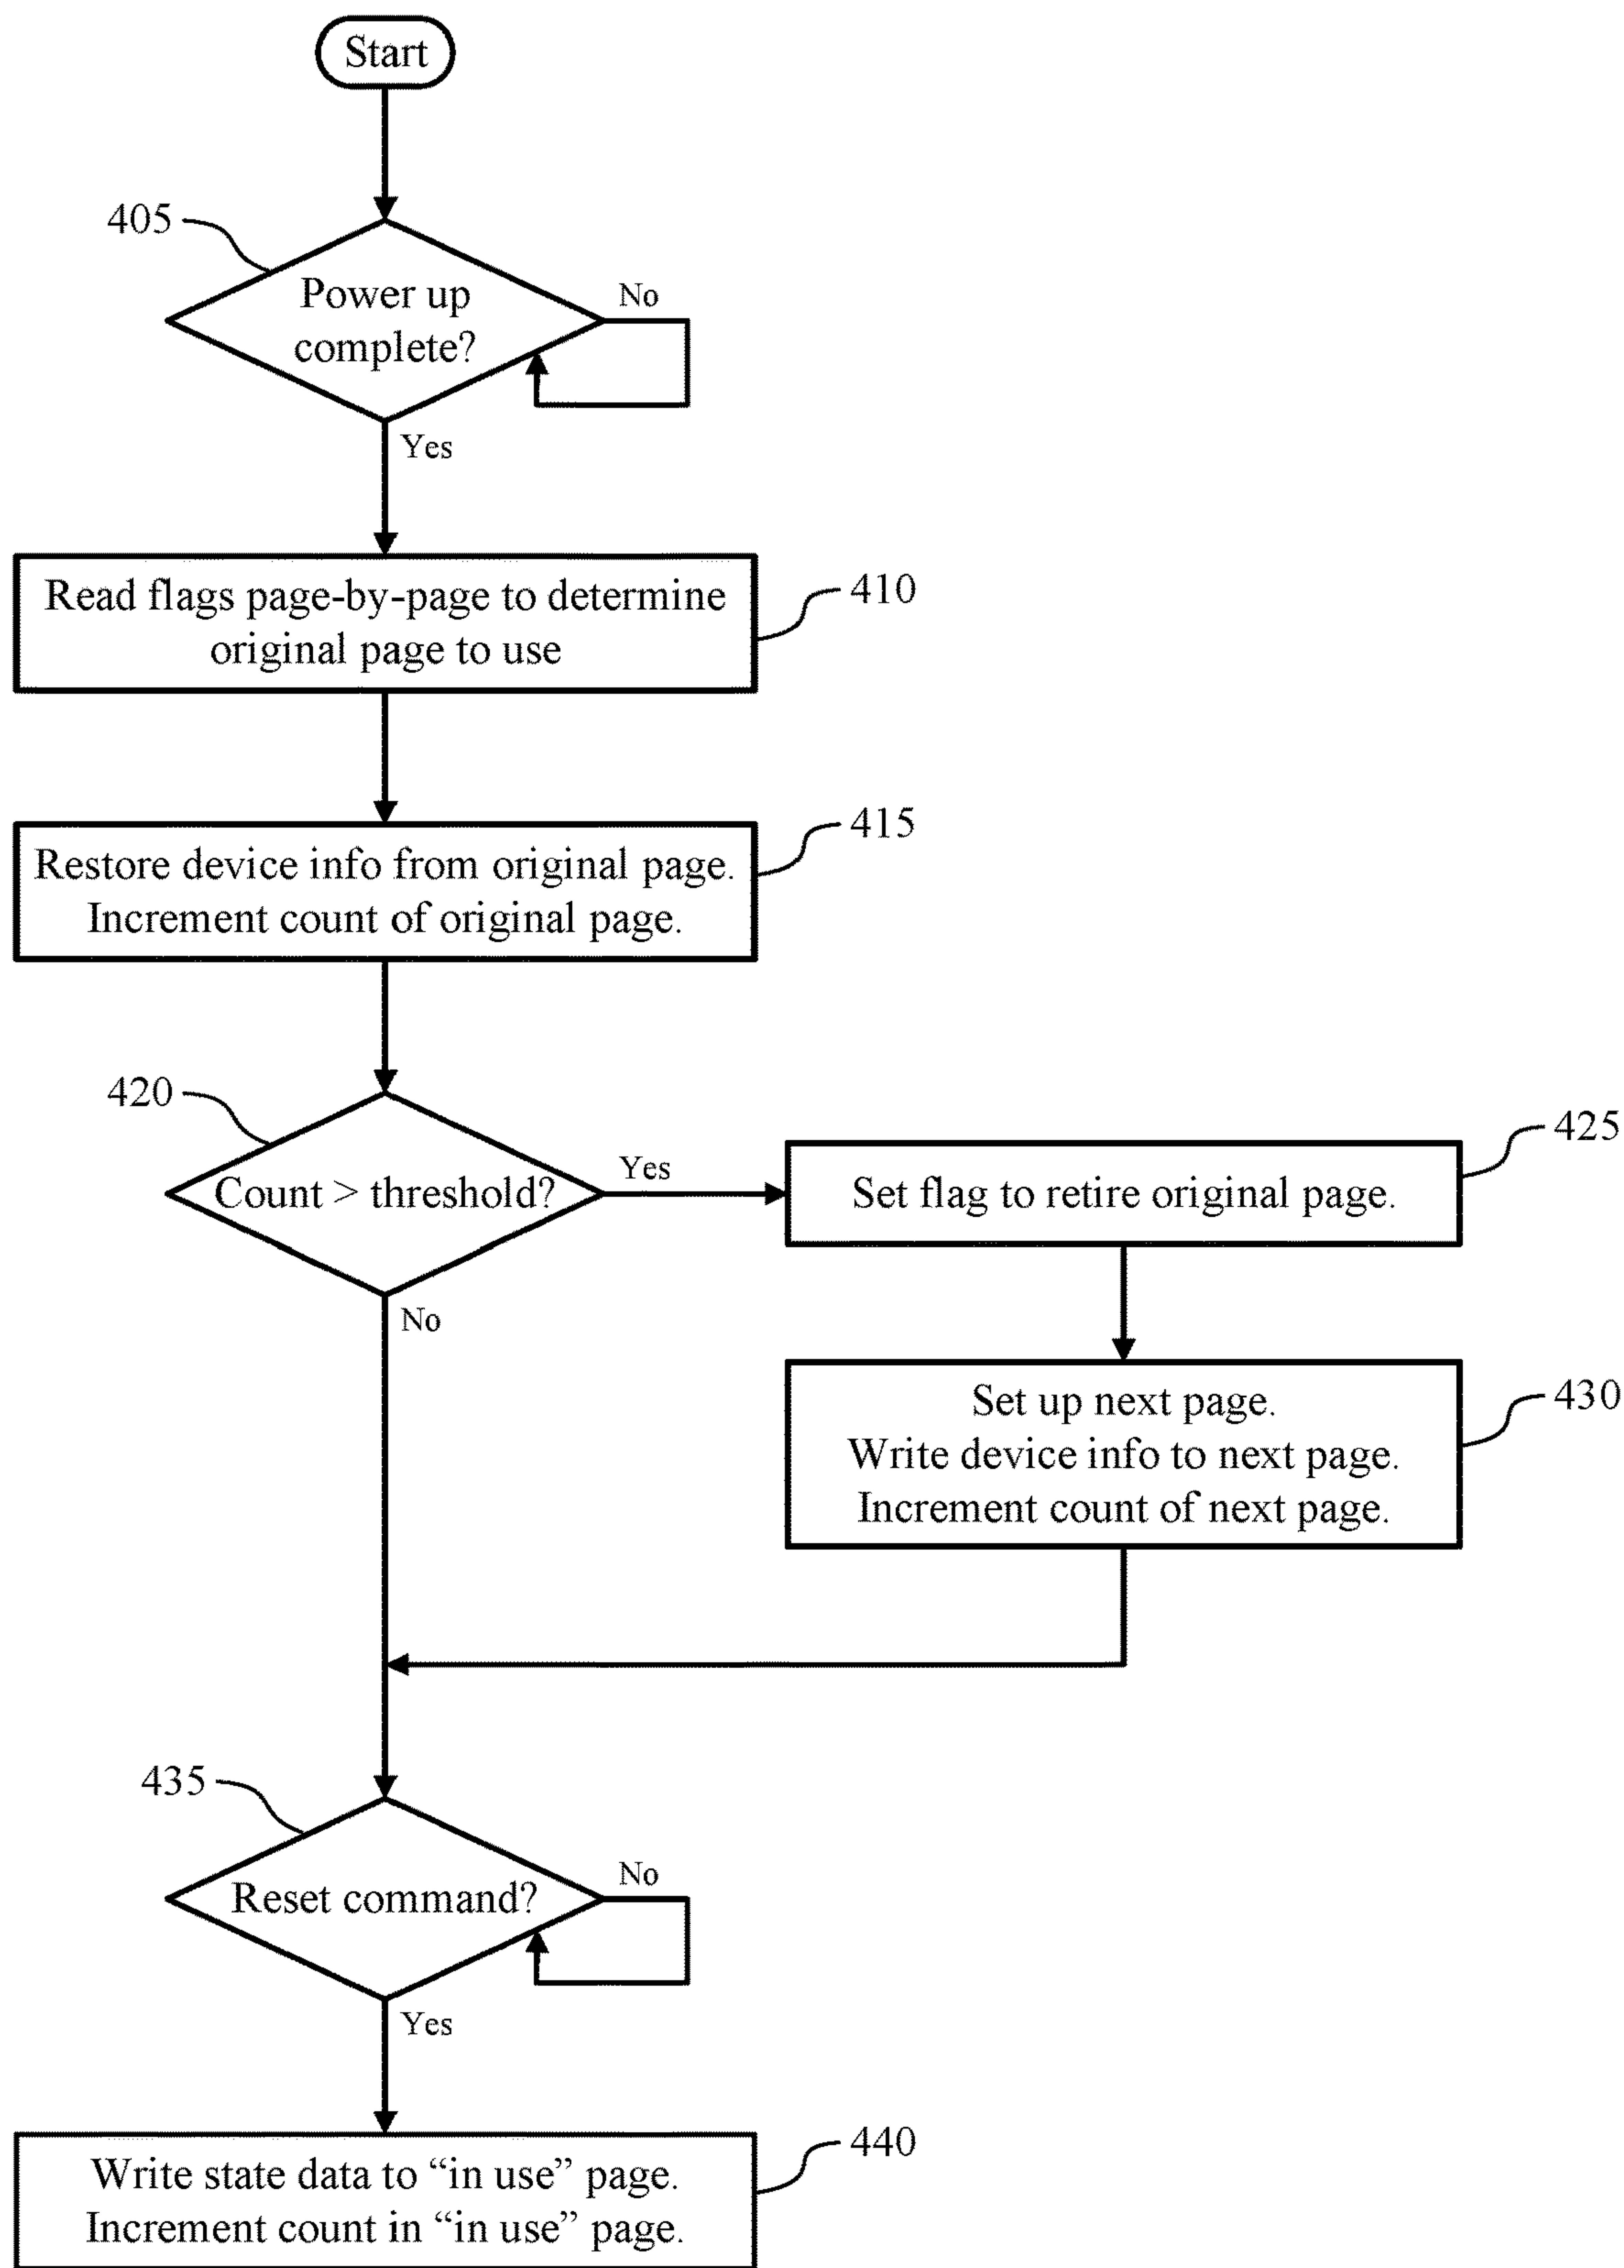 Start
405
Power up
complete?
No
Yes
Read flags page-by-page to determine
original page to use
410
Restore device info from original page.
Increment count of original page.
415
420
Count > threshold?
Yes
No
Set flag to retire original page.
425
Set up next page.
Write device info to next page.
Increment count of next page.
430
435
Reset command?
No
Yes
Write state data to “in use” page.
Increment count in “in use” page.
440